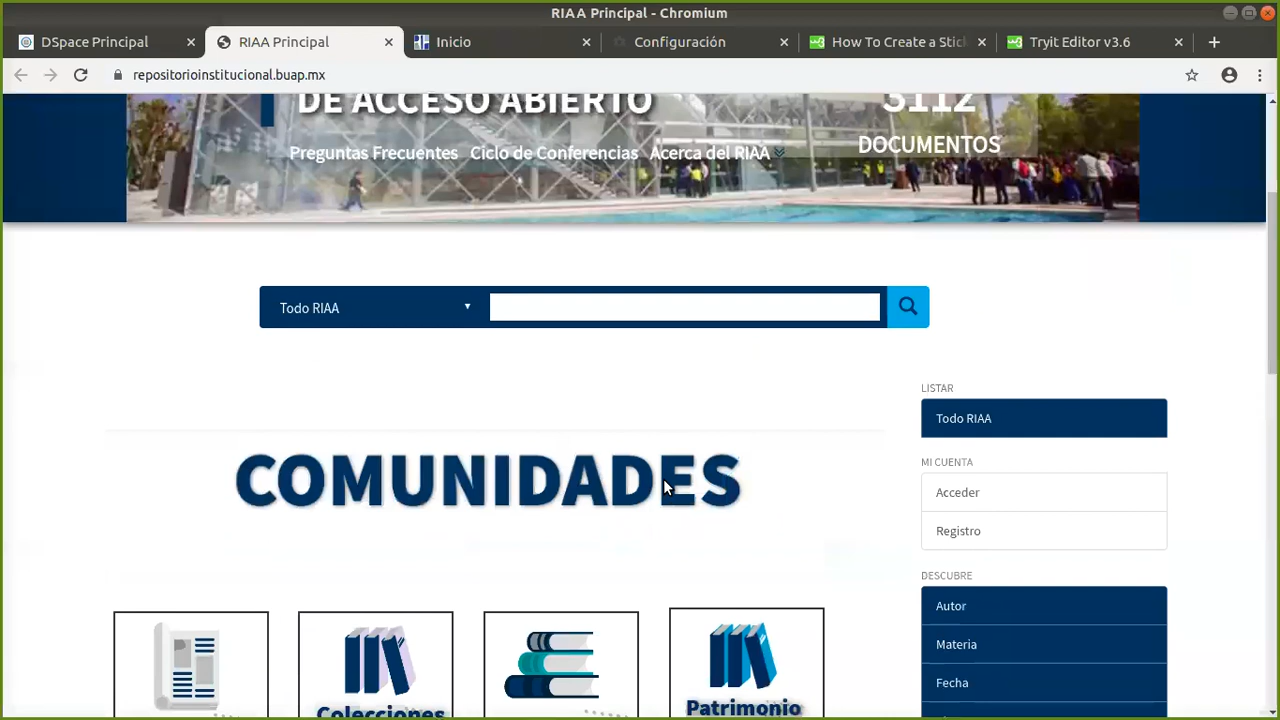 RIAA Principal - Chromium
DSpace Principal
RIAA Principal
Inicio
Configuración
How To Create a Stick
Tryit Editor v3.6
repositorioinstitucional.buap.mx
DE ACCESO ABIERTO
5112
DOCUMENTOS
Preguntas Frecuentes Ciclo de Conferencias Acerca del RIAA
Todo RIAA
LISTAR
Todo RIAA
COMUNIDADES
MI CUENTA
Acceder
Registro
DESCUBRE
Autor
Materia
Fecha
Colecciones
Patrimonio